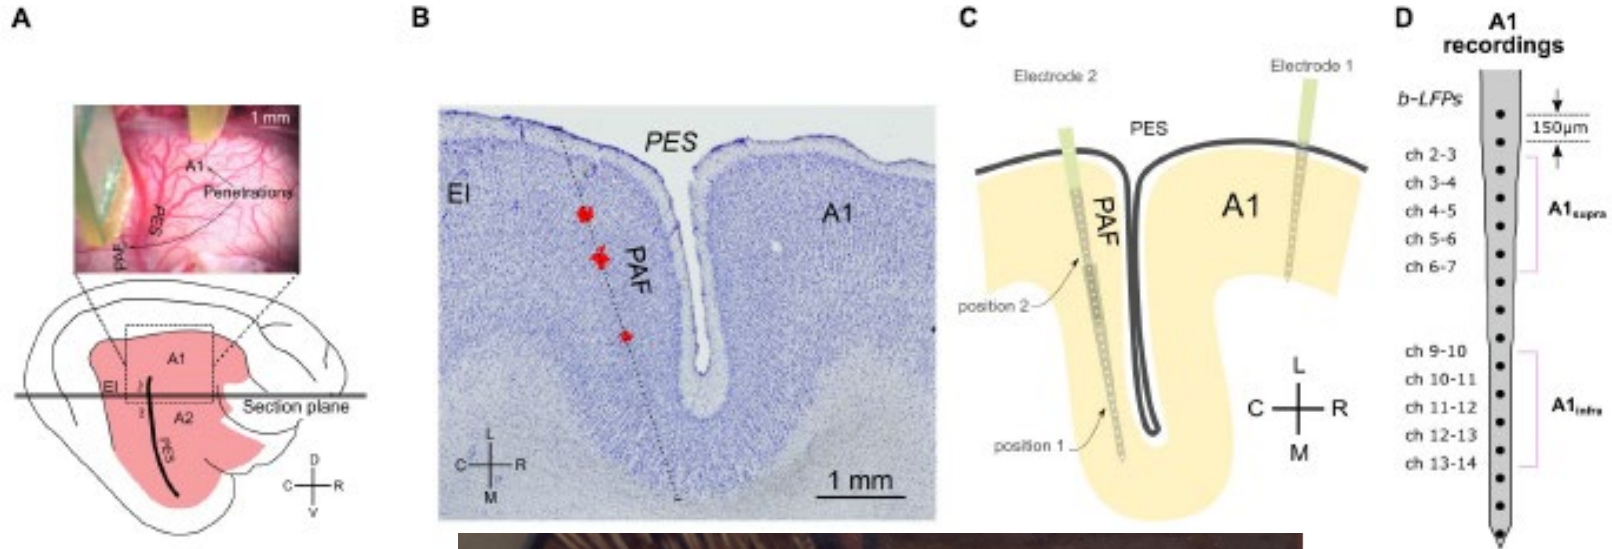 A
1 mm
A1
Penetrations
PES
PAF
A1
EI
A2
Section plane
PES
D
C R
V
B
PES
EI
A1
PAF
L
C R
M
1 mm
C
Electrode 2
Electrode 1
PES
PAF
A1
position 2
position 1
L
C R
M
D
A1
recordings
b-LFPs
150µm
ch 2-3
ch 3-4
ch 4-5
ch 5-6
ch 6-7
A1supra
ch 9-10
ch 10-11
ch 11-12
ch 12-13
ch 13-14
A1infra